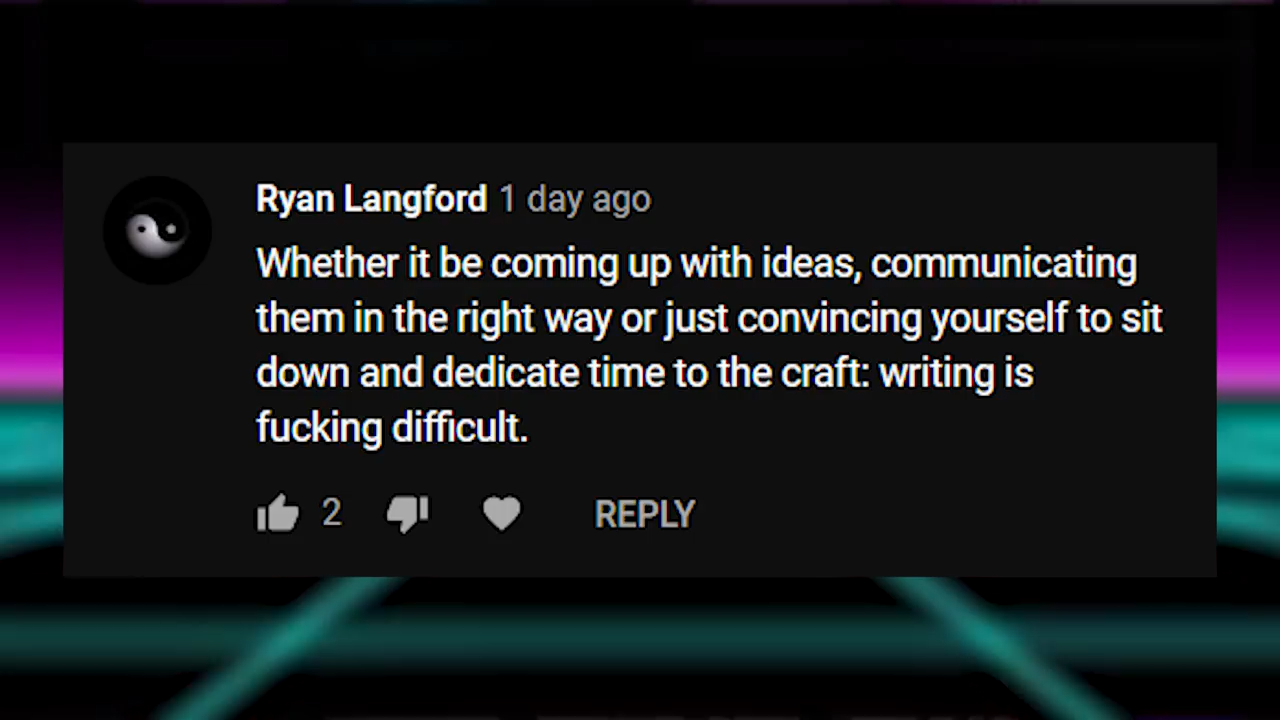 Ryan Langford 1 day ago
Whether it be coming up with ideas, communicating
them in the right way or just convincing yourself to sit
down and dedicate time to the craft: writing is
fucking difficult.
2 REPLY